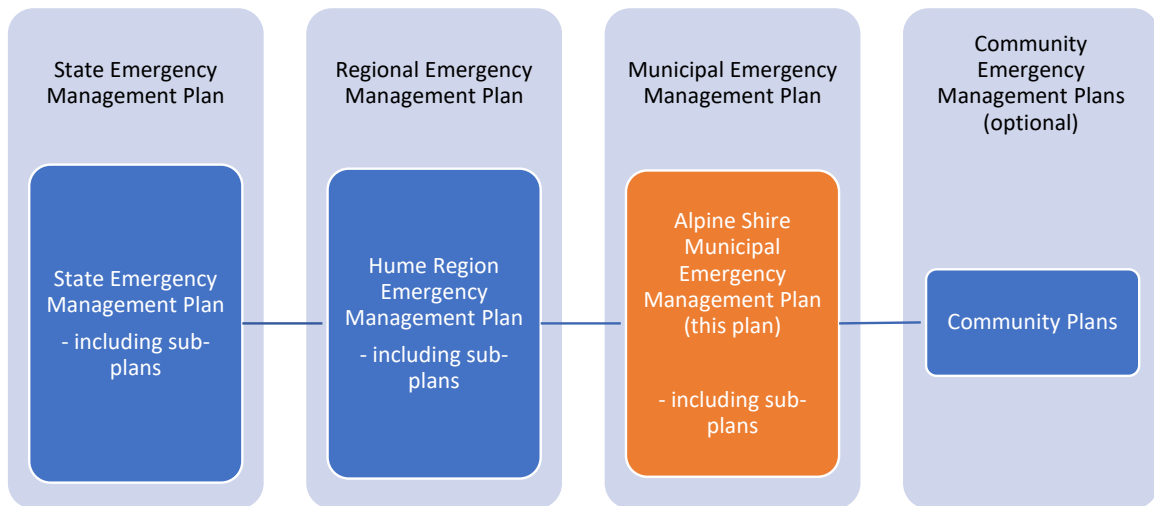 State Emergency
Management Plan
State Emergency
Management Plan
- including sub-
plans
Regional Emergency
Management Plan
Hume Region
Emergency
Management Plan
- including sub-
plans
Municipal Emergency
Management Plan
Alpine Shire
Municipal
Emergency
Management Plan
(this plan)
- including sub-
plans
Community
Emergency
Management Plans
(optional)
Community Plans